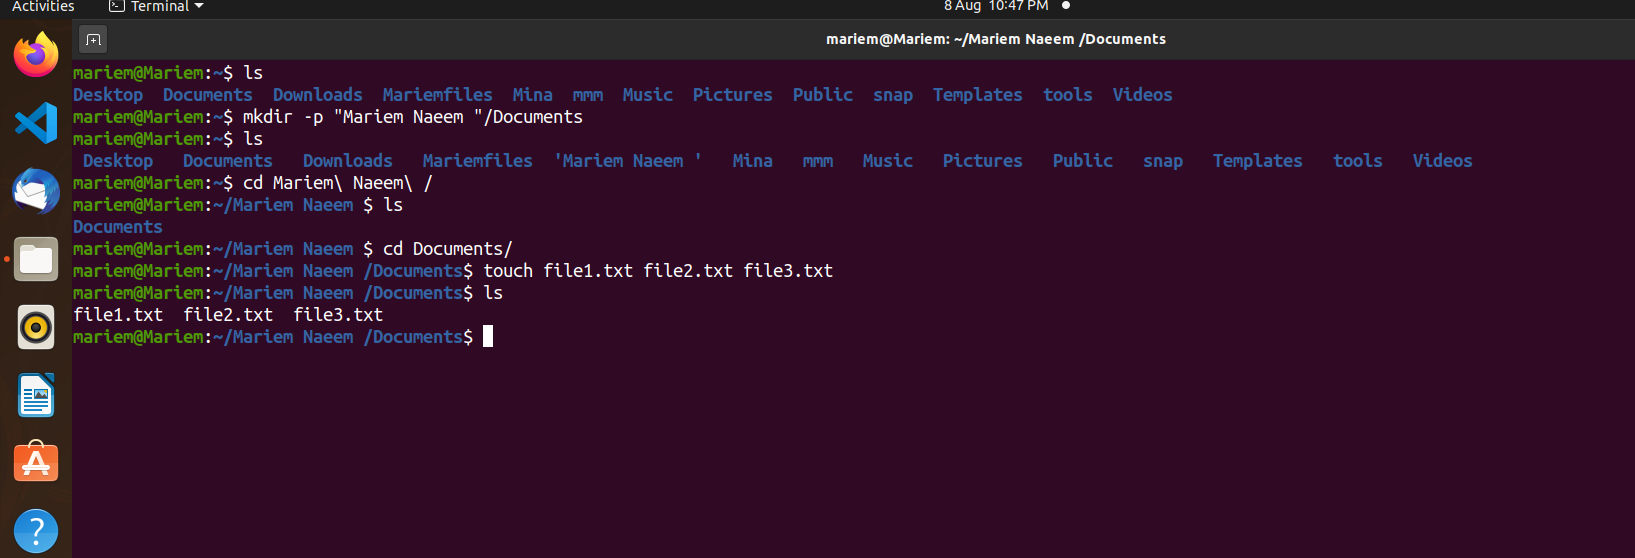 Activities Terminal 8 Aug 10:47 PM
mariem@Mariem: ~/Mariem Naeem /Documents
mariem@Mariem:~$ ls
Desktop Documents Downloads Mariemfiles Mina mmm Music Pictures Public snap Templates tools Videos
mariem@Mariem:~$ mkdir -p "Mariem Naeem "/Documents
mariem@Mariem:~$ ls
Desktop Documents Downloads Mariemfiles 'Mariem Naeem ' Mina mmm Music Pictures Public snap Templates tools Videos
mariem@Mariem:~$ cd Mariem\ Naeem\ /
mariem@Mariem:~/Mariem Naeem $ ls
Documents
mariem@Mariem:~/Mariem Naeem $ cd Documents/
mariem@Mariem:~/Mariem Naeem /Documents$ touch file1.txt file2.txt file3.txt
mariem@Mariem:~/Mariem Naeem /Documents$ ls
file1.txt file2.txt file3.txt
mariem@Mariem:~/Mariem Naeem /Documents$